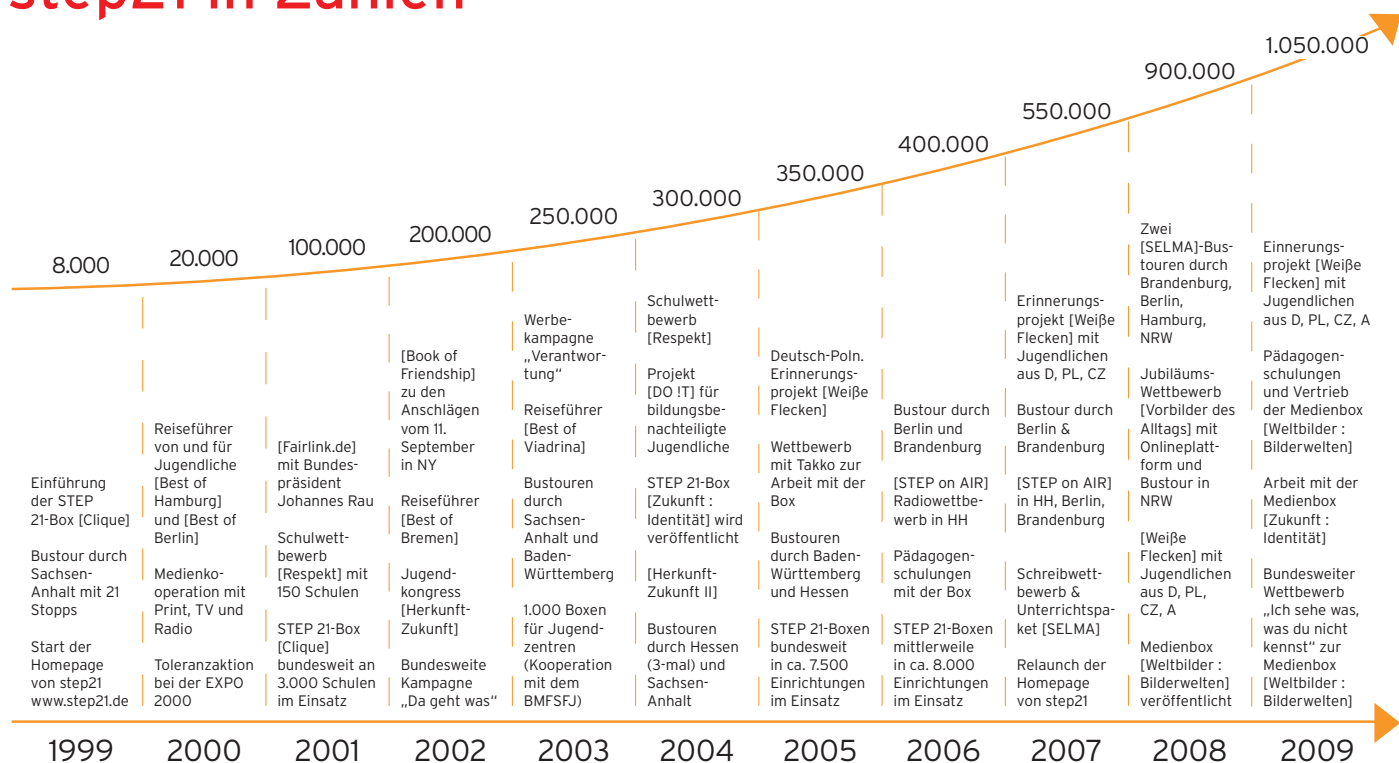 step21 in Zahlen
8.000
20.000
100.000
200.000
250.000
300.000
350.000
400.000
550.000
900.000
1.050.000
Einführung
der STEP
21-Box [Clique]
Bustour durch
Sachsen-
Anhalt mit 21
Stopps
Start der
Homepage
von step21
www.step21.de
Reiseführer
von und für
Jugendliche
[Best of
Hamburg]
und [Best of
Berlin]
Medienko-
operation mit
Print, TV und
Radio
Toleranzaktion
bei der EXPO
2000
[Fairlink.de]
mit Bundes-
präsident
Johannes Rau
Schulwett-
bewerb
[Respekt] mit
150 Schulen
STEP 21-Box
[Clique]
bundesweit an
3.000 Schulen
im Einsatz
[Book of
Friendship]
zu den
Anschlägen
vom 11.
September
in NY
Reiseführer
[Best of
Bremen]
Jugend-
kongress
[Herkunft-
Zukunft]
Bundesweite
Kampagne
„Da geht was“
Werbe-
kampagne
„Verantwor-
tung“
Reiseführer
[Best of
Viadrina]
Bustouren
durch
Sachsen-
Anhalt und
Baden-
Württemberg
1.000 Boxen
für Jugend-
zentren
(Kooperation
mit dem
BMFSFJ)
Schulwett-
bewerb
[Respekt]
Projekt
[DO !T] für
bildungsbe-
nachteiligte
Jugendliche
STEP 21-Box
[Zukunft :
Identität] wird
veröffentlicht
[Herkunft-
Zukunft II]
Bustouren
durch Hessen
(3-mal) und
Sachsen-
Anhalt
Deutsch-Poln.
Erinnerungs-
projekt [Weiße
Flecken]
Wettbewerb
mit Takko zur
Arbeit mit der
Box
Bustouren
durch Baden-
Württemberg
und Hessen
STEP 21-Boxen
bundesweit
in ca. 7.500
Einrichtungen
im Einsatz
Bustour durch
Berlin und
Brandenburg
[STEP on AIR]
Radiowettbe-
werb in HH
Pädagogen-
schulungen
mit der Box
STEP 21-Boxen
mittlerweile
in ca. 8.000
Einrichtungen
im Einsatz
Erinnerungs-
projekt [Weiße
Flecken] mit
Jugendlichen
aus D, PL, CZ
Bustour durch
Berlin &
Brandenburg
[STEP on AIR]
in HH, Berlin,
Brandenburg
Schreibwett-
bewerb &
Unterrichtspa-
ket [SELMA]
Relaunch der
Homepage
von step21
Zwei
[SELMA]-Bus-
touren durch
Brandenburg,
Berlin,
Hamburg,
NRW
Jubiläums-
Wettbewerb
[Vorbilder des
Alltags] mit
Onlineplatt-
form und
Bustour in
NRW
[Weiße
Flecken] mit
Jugendlichen
aus D, PL,
CZ, A
Medienbox
[Weltbilder :
Bilderwelten]
veröffentlicht
Einnerungs-
projekt [Weiße
Flecken] mit
Jugendlichen
aus D, PL, CZ, A
Pädagogen-
schulungen
und Vertrieb
der Medienbox
[Weltbilder :
Bilderwelten]
Arbeit mit der
Medienbox
[Zukunft :
Identität]
Bundesweiter
Wettbewerb
„Ich sehe was,
was du nicht
kennst“ zur
Medienbox
[Weltbilder :
Bilderwelten]
1999
2000
2001
2002
2003
2004
2005
2006
2007
2008
2009